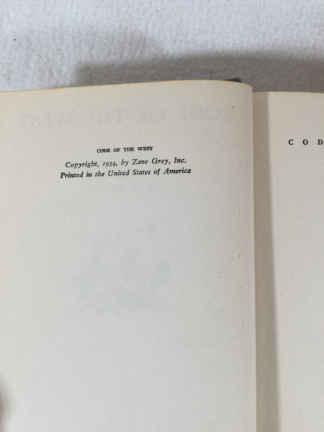 CODE OF THE WEST
Copyright, 1934, by Zane Grey, Inc.
Printed in the United States of America
C O D